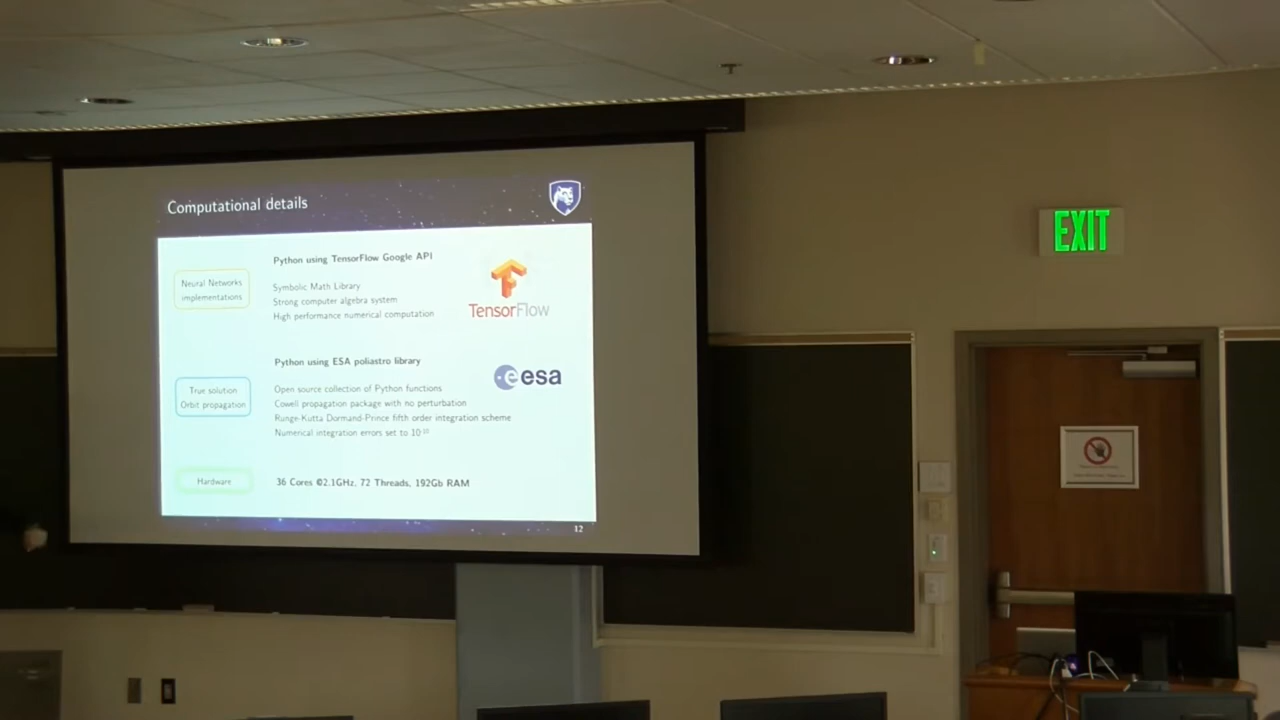 Computational details
EXIT
Python using TensorFlow Google API
Neural Networks
implementations
Symbolic Math Library
Strong computer algebra system
High performance numerical computation
TensorFlow
Python using ESA poliastro library
esa
True solution
Orbit propagation
Open source collection of Python functions
Cowell propagation package with no perturbation
Runge-Kutta Dormand-Prince fifth order integration scheme
Numerical integration errors set to 10
Hardware
36 Cores @2.1GHz, 72 Threads, 192Gb RAM
12